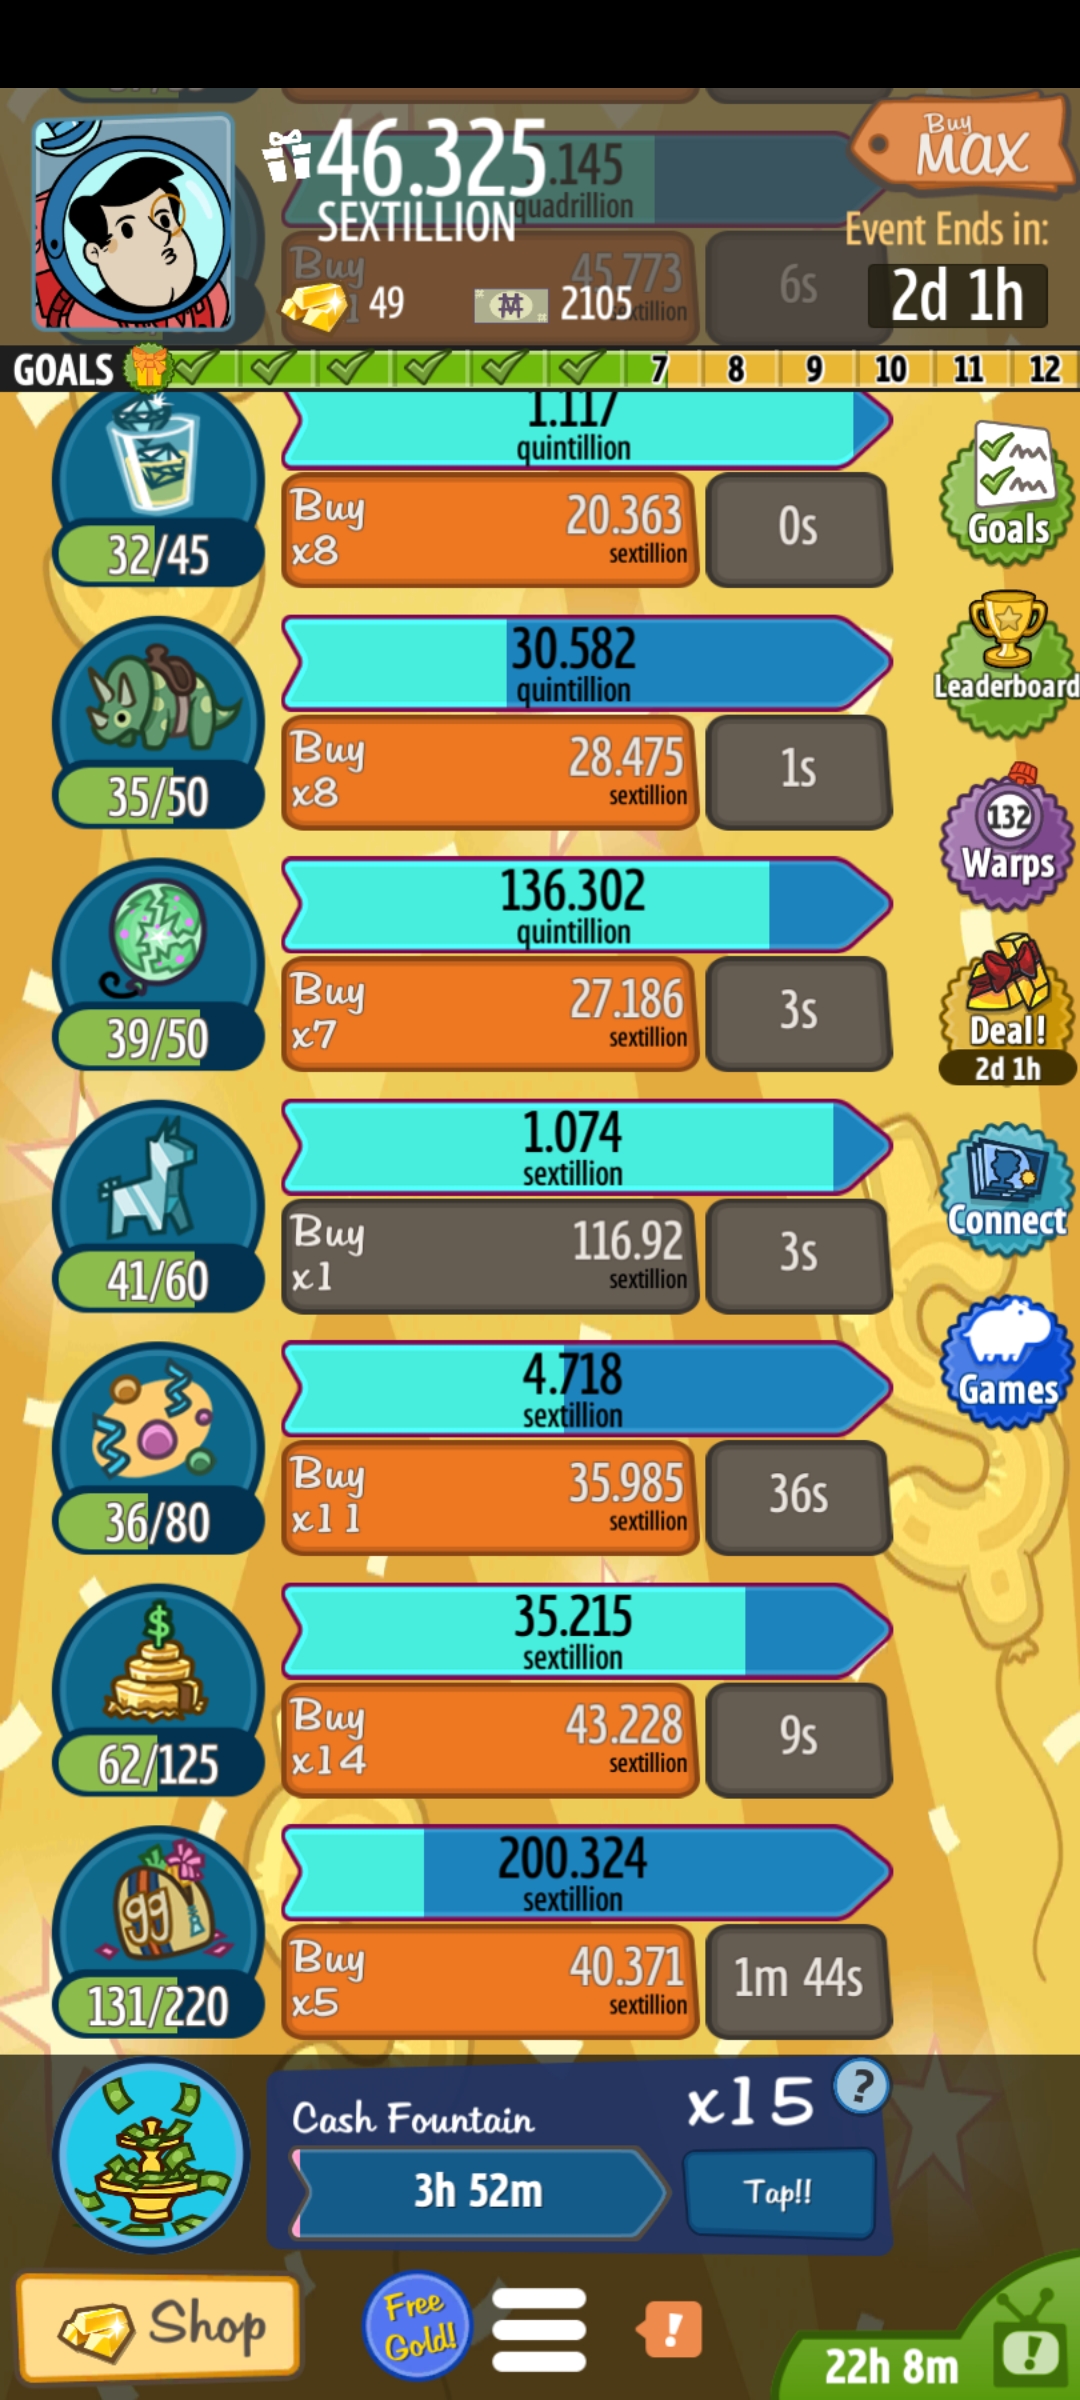 46.325
SEXTILLION
.145
quadrillion
Buy
MAX
Event Ends in:
2d 1h
Buy
45.773
6s
49
2105
GOALS 7 8 9 10 11 12
1.117
quintillion
Buy
x8
20.363
sextillion
0s
32/45
Goals
30.582
quintillion
Leaderboard
Buy
x8
28.475
sextillion
1s
35/50
132
Warps
136.302
quintillion
Buy
x7
27.186
sextillion
3s
39/50
Deal!
2d 1h
1.074
sextillion
Buy
x1
116.92
sextillion
3s
41/60
Connect
4.718
sextillion
Games
Buy
x11
35.985
sextillion
36s
36/80
$
35.215
sextillion
Buy
x14
43.228
sextillion
9s
62/125
99
200.324
sextillion
Buy
x5
40.371
sextillion
1m 44s
131/220
Cash Fountain
x15
?
3h 52m
Tap!!
Shop
Free
Gold!
!
22h 8m
!